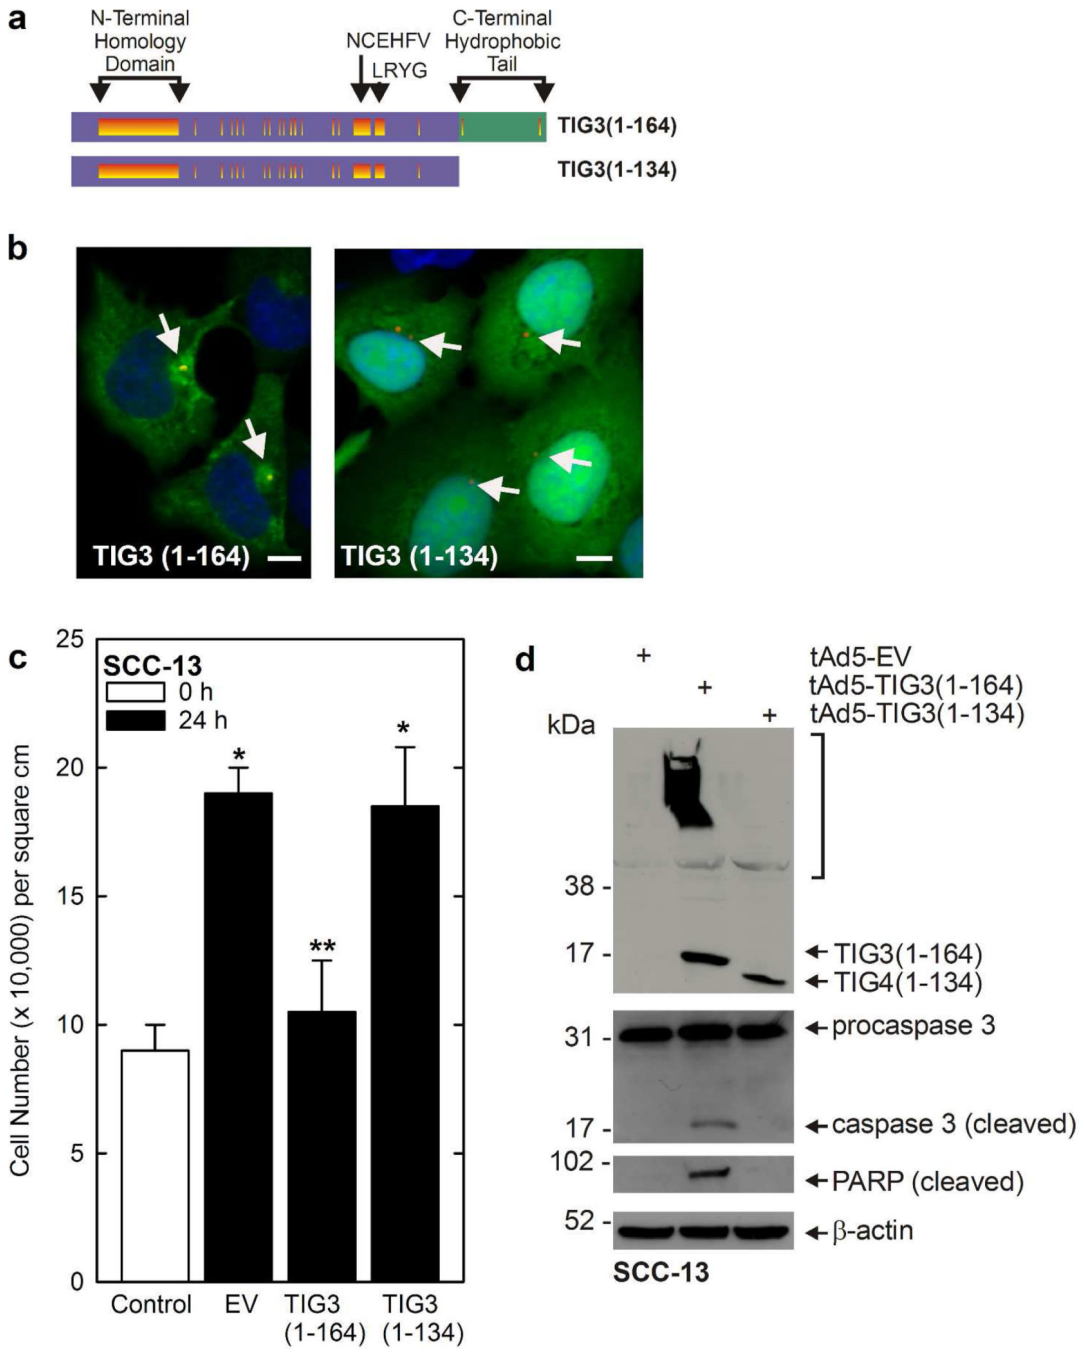 a
N-Terminal
Homology
Domain
NCEHFV
LRYG
C-Terminal
Hydrophobic
Tail
TIG3(1-164)
TIG3(1-134)
b
TIG3 (1-164)
TIG3 (1-134)
c
Cell Number (x 10,000) per square cm
25
20
15
10
5
0
SCC-13
0 h
24 h
*
**
*
Control
EV
TIG3
(1-164)
TIG3
(1-134)
d
+ tAd5-EV
+ tAd5-TIG3(1-164)
+ tAd5-TIG3(1-134)
kDa
38 -
17 - TIG3(1-164)
TIG4(1-134)
procaspase 3
31 -
17 - caspase 3 (cleaved)
102 -
PARP (cleaved)
52 -
β-actin
SCC-13